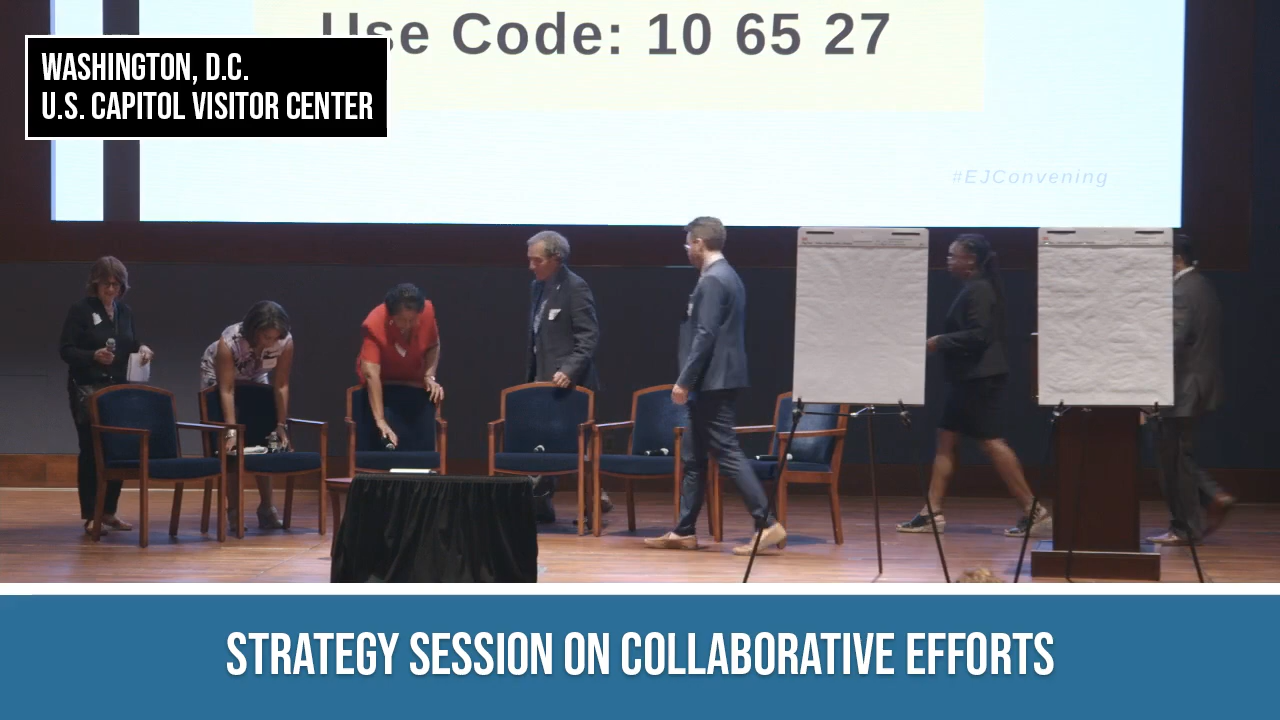 Use Code: 10 65 27
WASHINGTON, D.C.
U.S. CAPITOL VISITOR CENTER
#EJConvening
STRATEGY SESSION ON COLLABORATIVE EFFORTS